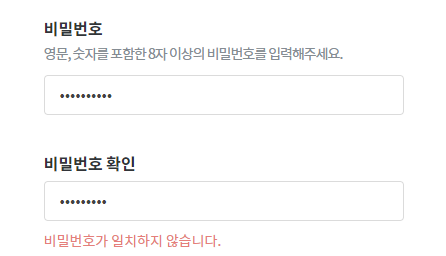 비밀번호
영문, 숫자를 포함한 8자 이상의 비밀번호를 입력해주세요.
••••••••••
비밀번호 확인
•••••••••
비밀번호가 일치하지 않습니다.